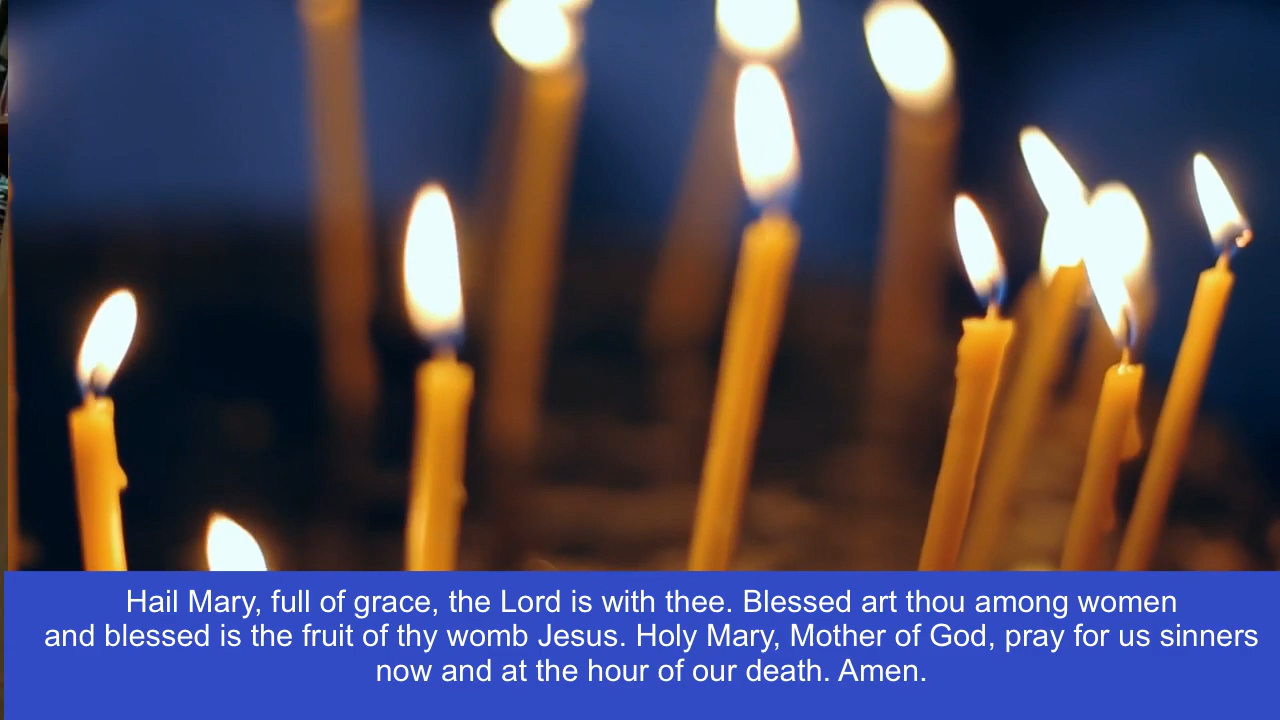 Hail Mary, full of grace, the Lord is with thee. Blessed art thou among women
and blessed is the fruit of thy womb Jesus. Holy Mary, Mother of God, pray for us sinners
now and at the hour of our death. Amen.